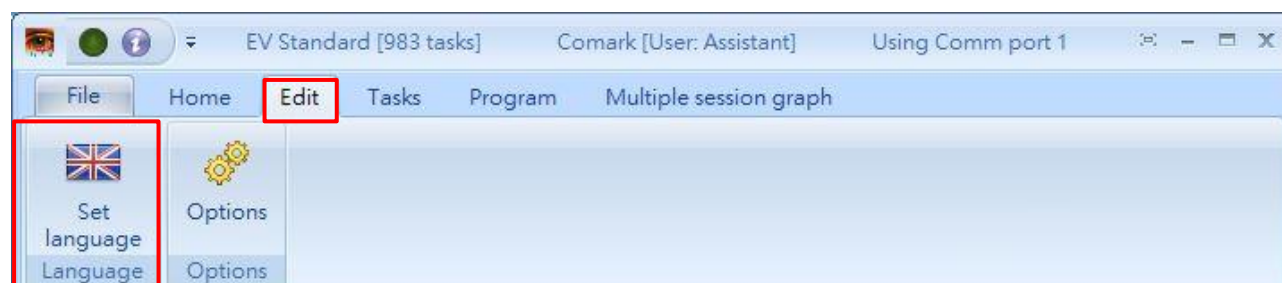 EV Standard [983 tasks] Comark [User: Assistant] Using Comm port 1
File Home Edit Tasks Program Multiple session graph
Set language
Options
Language
Options